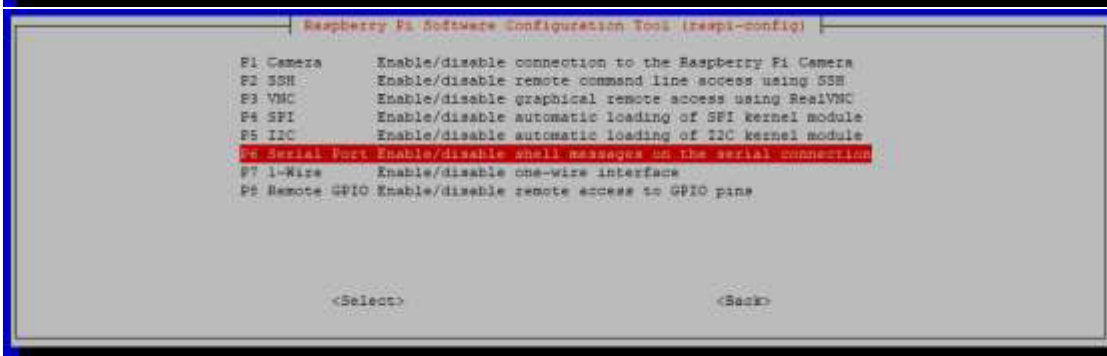 Raspberry Pi Software Configuration Tool (raspi-config)
P1 Camera Enable/disable connection to the Raspberry Pi Camera
P2 SSH Enable/disable remote command line access using SSH
P3 VNC Enable/disable graphical remote access using RealVNC
P4 SPI Enable/disable automatic loading of SPI kernel module
P5 I2C Enable/disable automatic loading of I2C kernel module
P6 Serial Port Enable/disable shell messages on the serial connection
P7 1-Wire Enable/disable one-wire interface
P8 Remote GPIO Enable/disable remote access to GPIO pins
<Select> <Back>